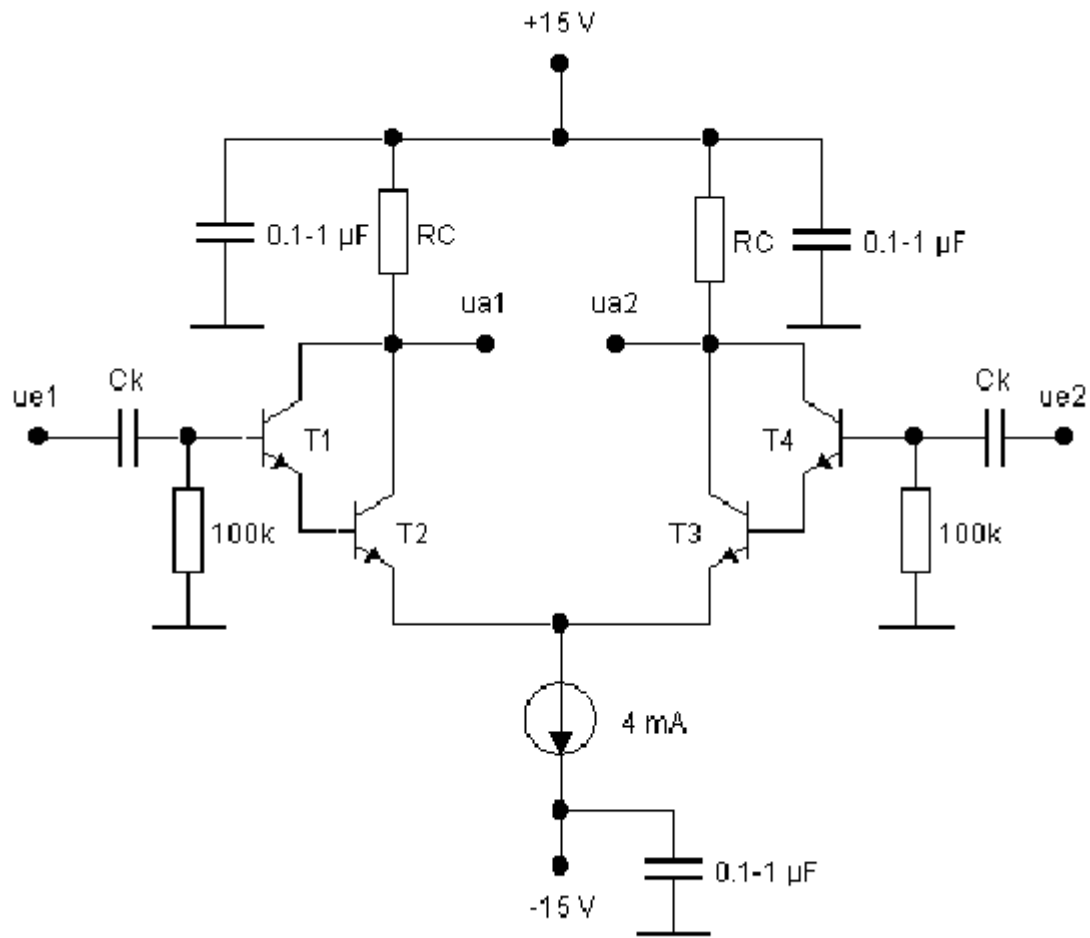 +15 V
0.1-1 µF
RC
RC
0.1-1 µF
ua1
ua2
Ck
Ck
ue1
ue2
T1
T4
100k
T2
T3
100k
4 mA
0.1-1 µF
-15 V